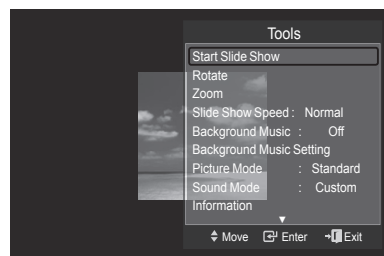 Tools
Start Slide Show
Rotate
Zoom
Slide Show Speed : Normal
Background Music : Off
Background Music Setting
Picture Mode : Standard
Sound Mode : Custom
Information
Move Enter Exit